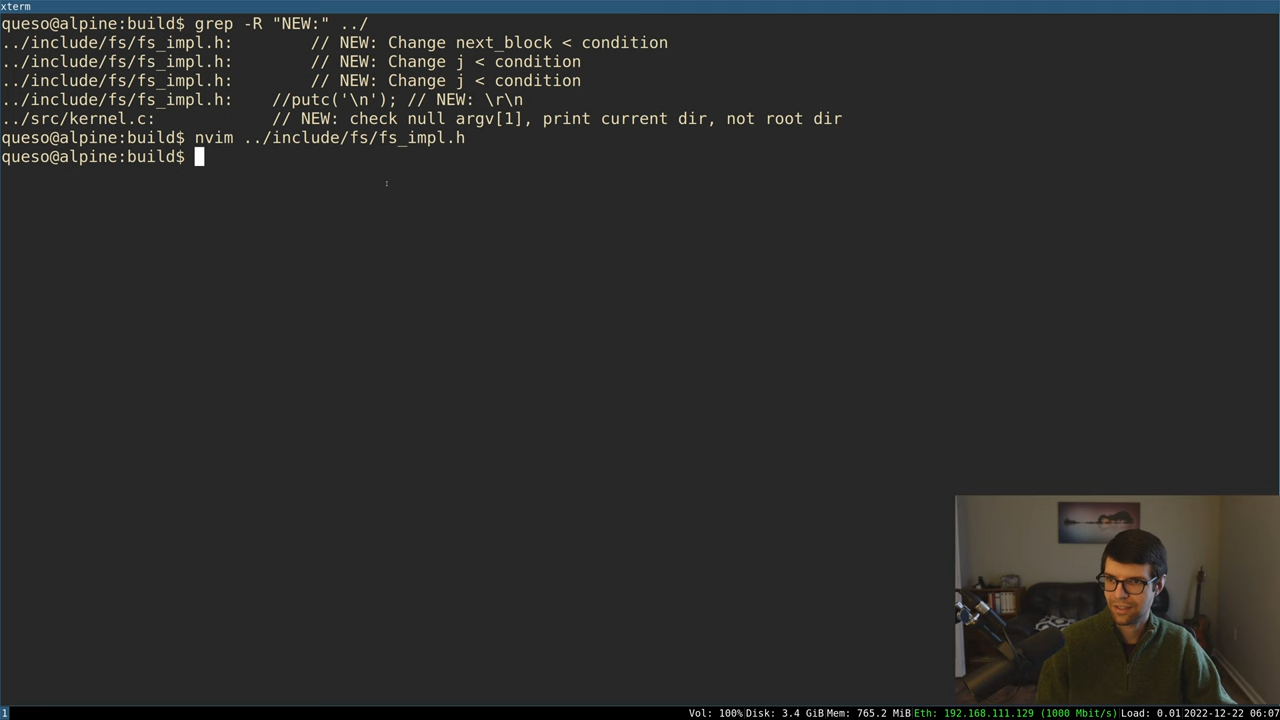 xterm
queso@alpine:build$ grep -R "NEW:" ../
../include/fs/fs_impl.h:        // NEW: Change next_block < condition
../include/fs/fs_impl.h:        // NEW: Change j < condition
../include/fs/fs_impl.h:        // NEW: Change j < condition
../include/fs/fs_impl.h:    //putc('\n'); // NEW: \r\n
../src/kernel.c:            // NEW: check null argv[1], print current dir, not root dir
queso@alpine:build$ nvim ../include/fs/fs_impl.h
queso@alpine:build$
1 Vol: 100% Disk: 3.4 GiB Mem: 765.2 MiB Eth: 192.168.111.129 (1000 Mbit/s) Load: 0.01 2022-12-22 06:07